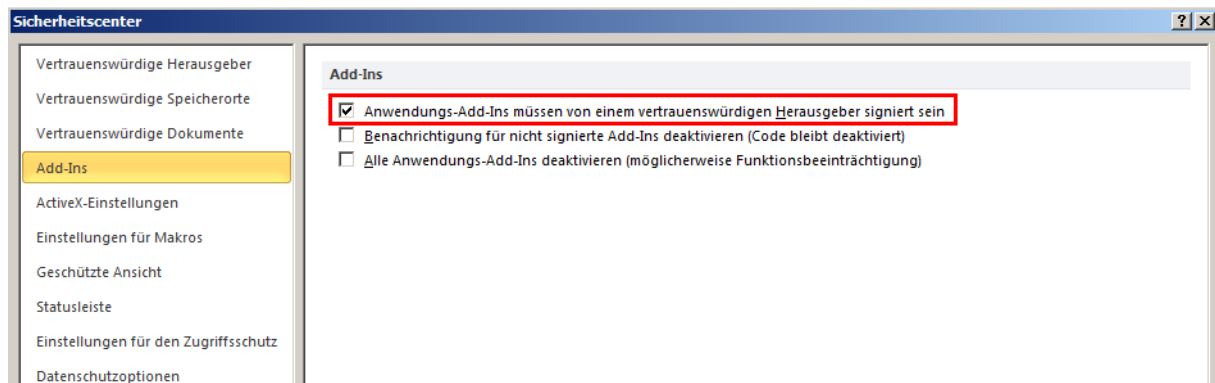 Sicherheitscenter
Vertrauenswürdige Herausgeber
Vertrauenswürdige Speicherorte
Vertrauenswürdige Dokumente
Add-Ins
ActiveX-Einstellungen
Einstellungen für Makros
Geschützte Ansicht
Statusleiste
Einstellungen für den Zugriffsschutz
Datenschutzoptionen
Add-Ins
Anwendungs-Add-Ins müssen von einem vertrauenswürdigen Herausgeber signiert sein
Benachrichtigung für nicht signierte Add-Ins deaktivieren (Code bleibt deaktiviert)
Alle Anwendungs-Add-Ins deaktivieren (möglicherweise Funktionsbeeinträchtigung)